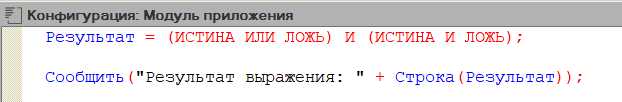 Конфигурация: Модуль приложения
Результат = (ИСТИНА ИЛИ ЛОЖЬ) И (ИСТИНА И ЛОЖЬ);
Сообщить("Результат выражения: " + Строка(Результат));